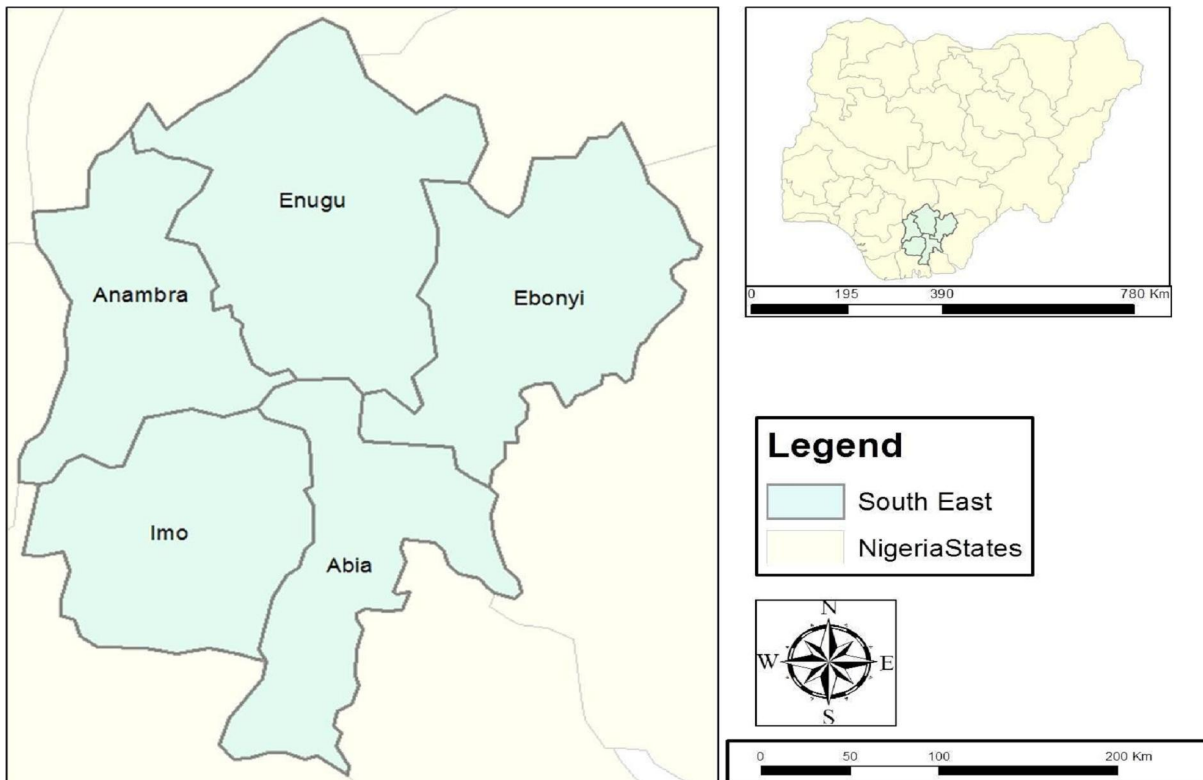 Enugu
Anambra
Ebonyi
Imo
Abia
0 195 390 780 Km
Legend
South East
NigeriaStates
N
W E
S
0 50 100 200 Km